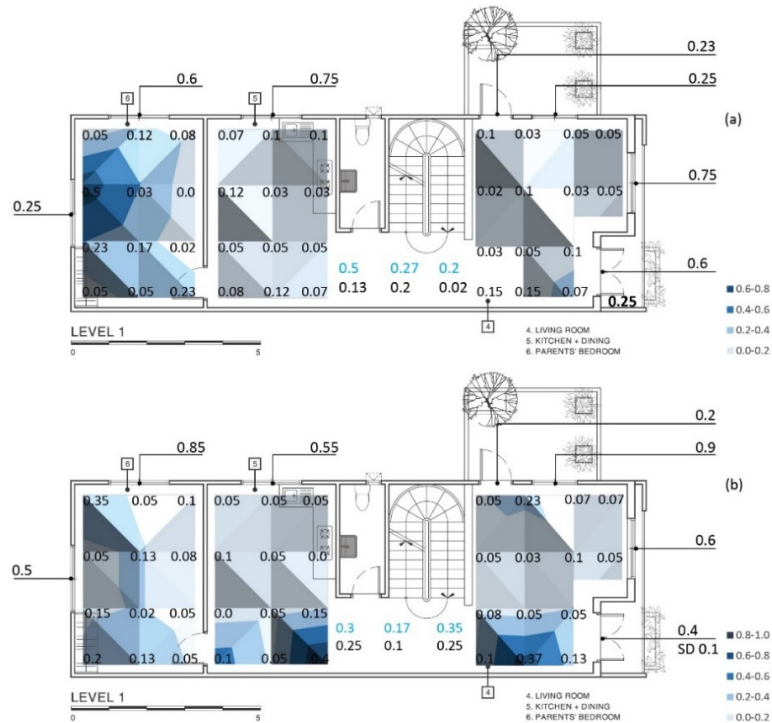 0.23
0.6 0.75 0.25
6 5 (a)
0.05 0.12 0.08 0.07 0.1 0.1 0.1 0.03 0.05 0.05
0.75
0.5 0.03 0.0 0.12 0.03 0.03 0.02 0.1 0.03 0.05
0.25
0.23 0.17 0.02 0.05 0.05 0.05 0.03 0.05 0.1
0.5 0.27 0.2 0.6
0.05 0.05 0.23 0.08 0.12 0.07 0.13 0.2 0.02 0.15 0.15 0.07
0.25
0.6-0.8
0.4-0.6
0.2-0.4
0.0-0.2
LEVEL 1
0 5
4
4. LIVING ROOM
5. KITCHEN + DINING
6. PARENTS' BEDROOM
0.2
0.85 0.55 0.9
6 5 (b)
0.35 0.05 0.1 0.05 0.05 0.05 0.05 0.23 0.07 0.07
0.6
0.05 0.13 0.08 0.1 0.05 0.0 0.05 0.03 0.1 0.05
0.5
0.15 0.02 0.05 0.0 0.05 0.15 0.08 0.05 0.05
0.3 0.17 0.35 0.4
0.25 0.1 0.25 SD 0.1
0.2 0.13 0.05 0.1 0.05 0.4 0.1 0.37 0.13
0.8-1.0
0.6-0.8
0.4-0.6
0.2-0.4
0.0-0.2
LEVEL 1
0 5
4
4. LIVING ROOM
5. KITCHEN + DINING
6. PARENTS' BEDROOM